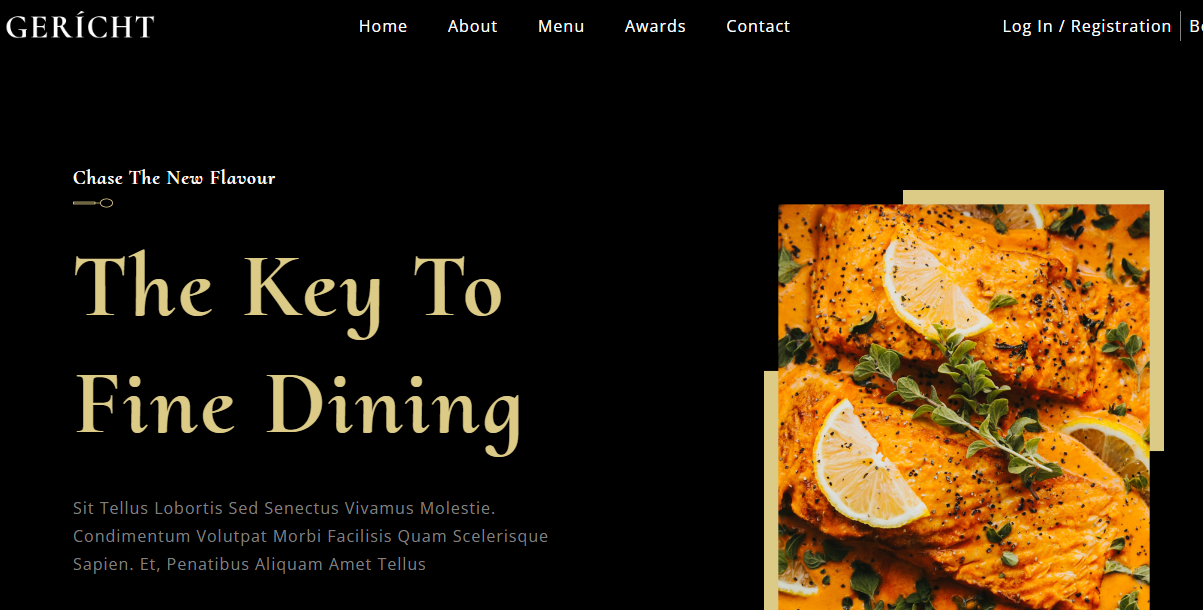 GERÍCHT
Home About Menu Awards Contact Log In / Registration
Chase The New Flavour
The Key To
Fine Dining
Sit Tellus Lobortis Sed Senectus Vivamus Molestie.
Condimentum Volutpat Morbi Facilisis Quam Scelerisque
Sapien. Et, Penatibus Aliquam Amet Tellus